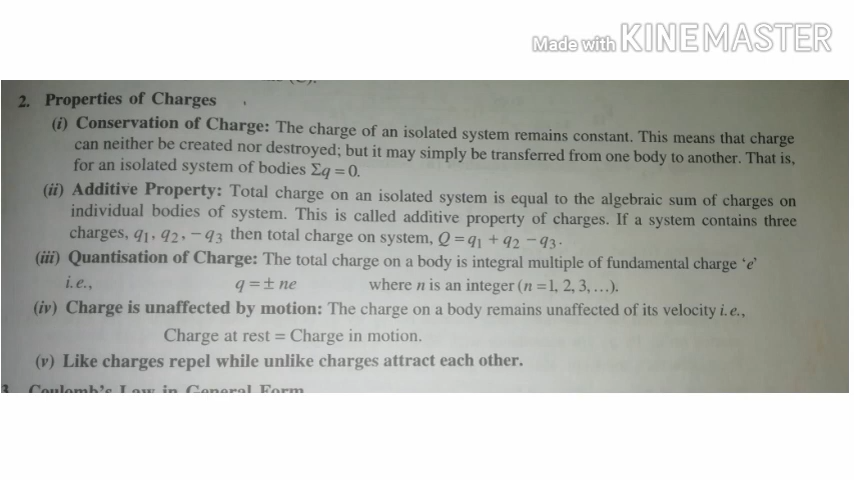 Made with KINEMASTER
2. Properties of Charges
(i) Conservation of Charge: The charge of an isolated system remains constant. This means that charge
can neither be created nor destroyed; but it may simply be transferred from one body to another. That is,
for an isolated system of bodies Σq = 0.
(ii) Additive Property: Total charge on an isolated system is equal to the algebraic sum of charges on
individual bodies of system. This is called additive property of charges. If a system contains three
charges, q1, q2, − q3 then total charge on system, Q = q1 + q2 − q3.
(iii) Quantisation of Charge: The total charge on a body is integral multiple of fundamental charge ‘e’
i.e., q = ± ne where n is an integer (n = 1, 2, 3, …).
(iv) Charge is unaffected by motion: The charge on a body remains unaffected of its velocity i.e.,
Charge at rest = Charge in motion.
(v) Like charges repel while unlike charges attract each other.
3. Coulomb’s Law in General Form